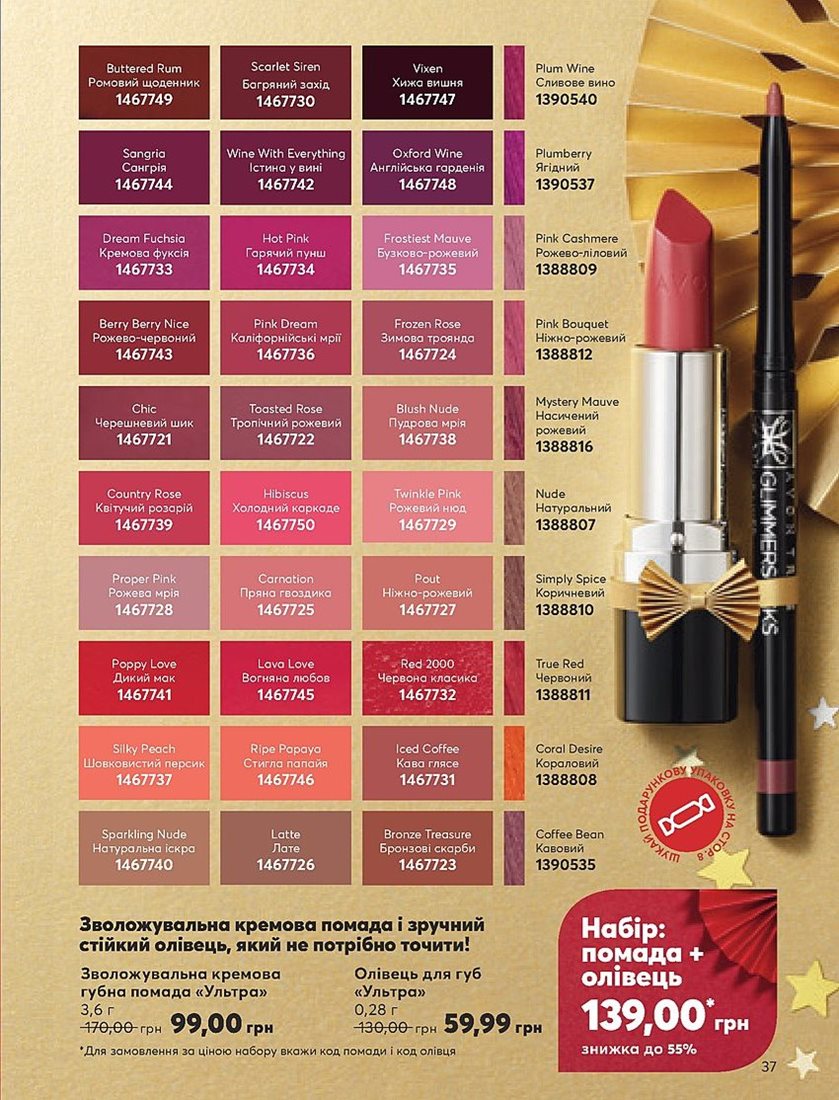 Buttered Rum
Ромовий щоденник
1467749
Scarlet Siren
Багряний захід
1467730
Vixen
Хижа вишня
1467747
Plum Wine
Сливове вино
1390540
Sangria
Сангрія
1467744
Wine With Everything
Істина у вині
1467742
Oxford Wine
Англійська гарденія
1467748
Plumberry
Ягідний
1390537
Dream Fuchsia
Кремова фуксія
1467733
Hot Pink
Гарячий пунш
1467734
Frostiest Mauve
Бузково-рожевий
1467735
Pink Cashmere
Рожево-ліловий
1388809
Berry Berry Nice
Рожево-червоний
1467743
Pink Dream
Каліфорнійські мрії
1467736
Frozen Rose
Зимова троянда
1467724
Pink Bouquet
Ніжно-рожевий
1388812
Chic
Черешневий шик
1467721
Toasted Rose
Тропічний рожевий
1467722
Blush Nude
Пудрова мрія
1467738
Mystery Mauve
Насичений
рожевий
1388816
Country Rose
Квітучий розарій
1467739
Hibiscus
Холодний каркаде
1467750
Twinkle Pink
Рожевий нюд
1467729
Nude
Натуральний
1388807
Proper Pink
Рожева мрія
1467728
Carnation
Пряна гвоздика
1467725
Pout
Ніжно-рожевий
1467727
Simply Spice
Коричневий
1388810
Poppy Love
Дикий мак
1467741
Lava Love
Вогняна любов
1467745
Red 2000
Червона класика
1467732
True Red
Червоний
1388811
Silky Peach
Шовковистий персик
1467737
Ripe Papaya
Стигла папайя
1467746
Iced Coffee
Кава глясе
1467731
Coral Desire
Кораловий
1388808
Sparkling Nude
Натуральна іскра
1467740
Latte
Лате
1467726
Bronze Treasure
Бронзові скарби
1467723
Coffee Bean
Кавовий
1390535
AVO
GLIMMERS
KS
ШУКАЙ ПОДАРУНКОВУ УПАКОВКУ НА СТОР. 8
Зволожувальна кремова помада і зручний
стійкий олівець, який не потрібно точити!
Зволожувальна кремова
губна помада «Ультра»
3,6 г
170,00 грн 99,00 грн
Олівець для губ
«Ультра»
0,28 г
130,00 грн 59,99 грн
*Для замовлення за ціною набору вкажи код помади і код олівця
Набір:
помада +
олівець
139,00* грн
знижка до 55%
37